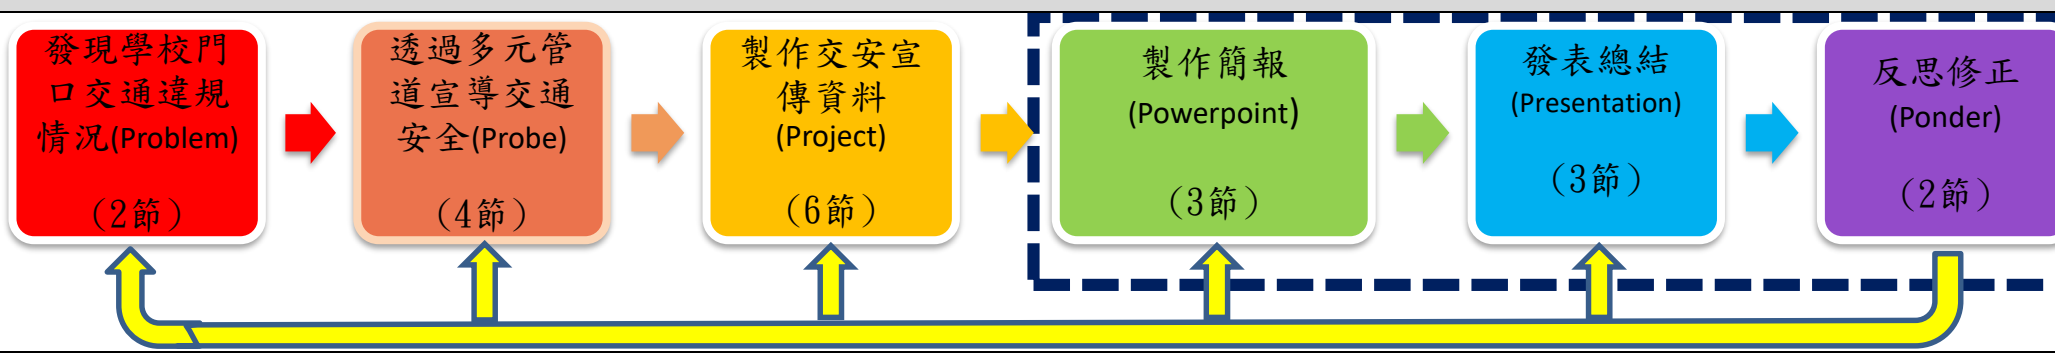 發現學校門
口交通違規
情況(Problem)
（2節）
透過多元管
道宣導交通
安全(Probe)
（4節）
製作交安宣
傳資料
(Project)
（6節）
製作簡報
(Powerpoint)
（3節）
發表總結
(Presentation)
（3節）
反思修正
(Ponder)
（2節）